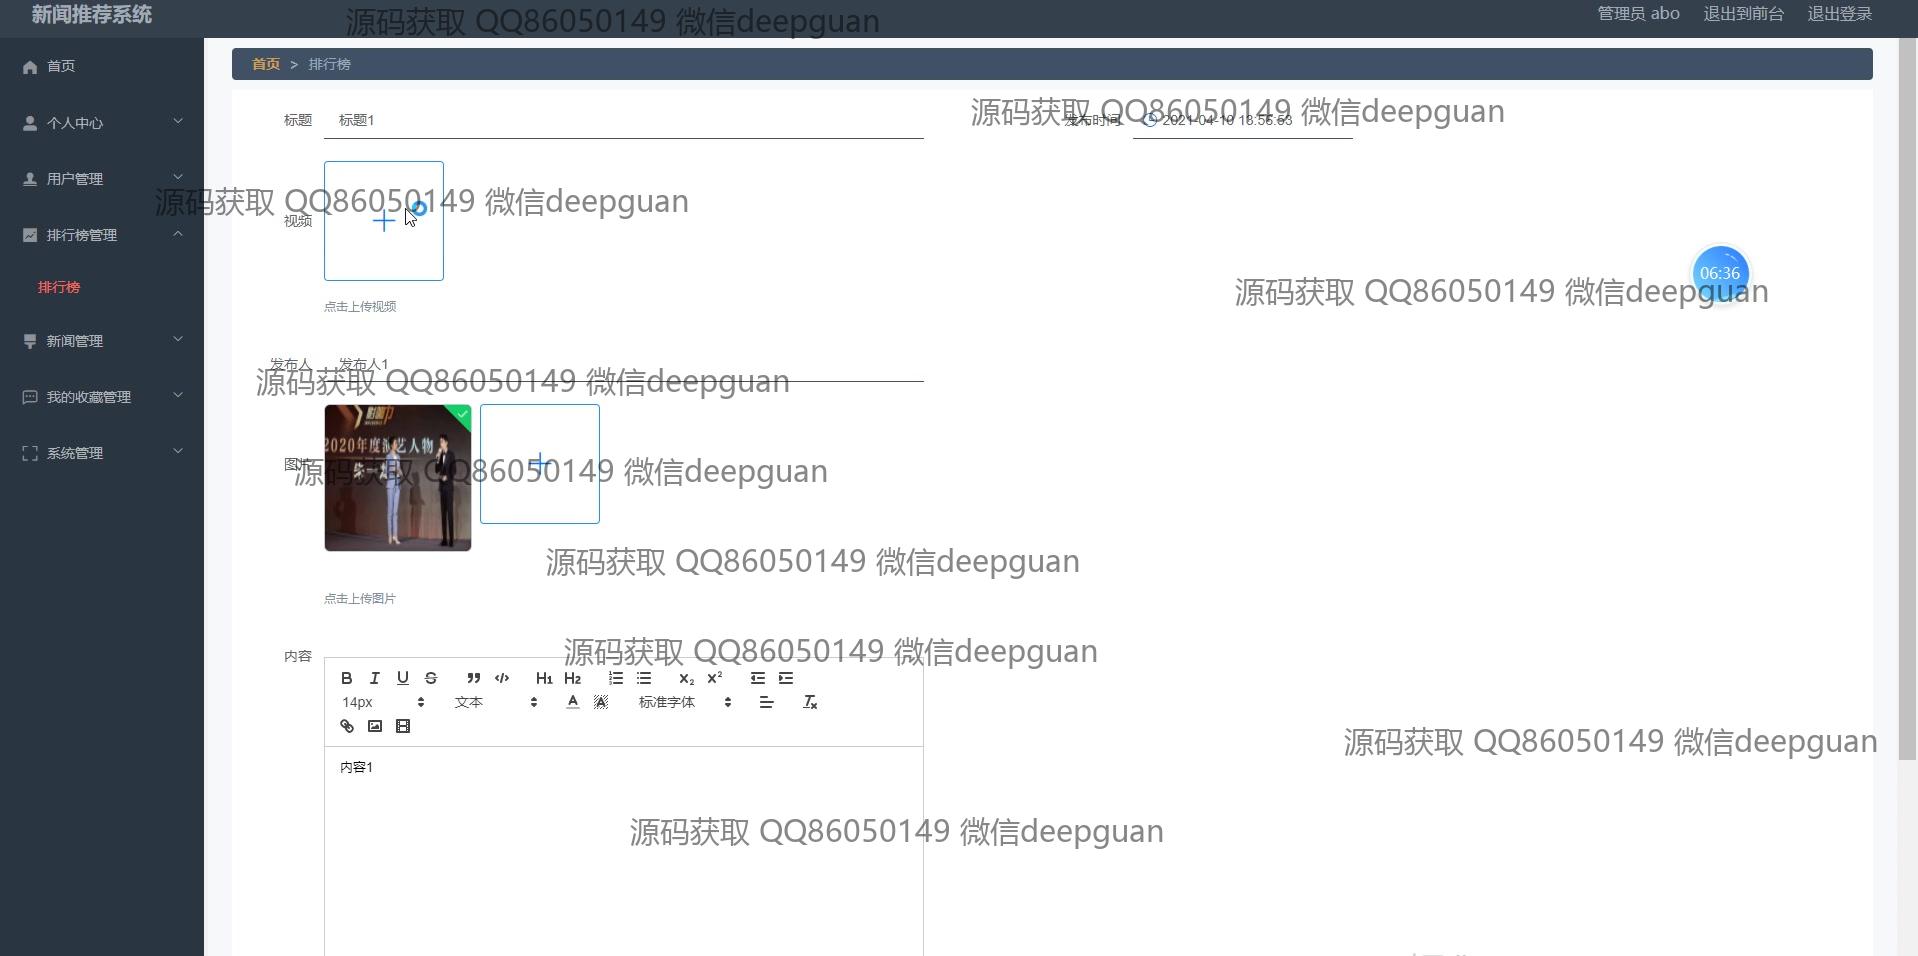 新闻推荐系统
源码获取 QQ86050149 微信deepguan
管理员 abo
退出到前台
退出登录
首页
个人中心
用户管理
排行榜管理
排行榜
新闻管理
我的收藏管理
系统管理
首页 > 排行榜
标题 标题1
发布时间 2021-04-10 18:56:53
源码获取 QQ86050149 微信deepguan
源码获取 QQ86050149 微信deepguan
视频
06:36
源码获取 QQ86050149 微信deepguan
点击上传视频
发布人 发布人1
源码获取 QQ86050149 微信deepguan
2020年度演艺人物
图片
源码获取 QQ86050149 微信deepguan
源码获取 QQ86050149 微信deepguan
点击上传图片
源码获取 QQ86050149 微信deepguan
内容
B I U S H1 H2 X2 X2
14px 文本 A A 标准字体 Tx
源码获取 QQ86050149 微信deepguan
内容1
源码获取 QQ86050149 微信deepguan